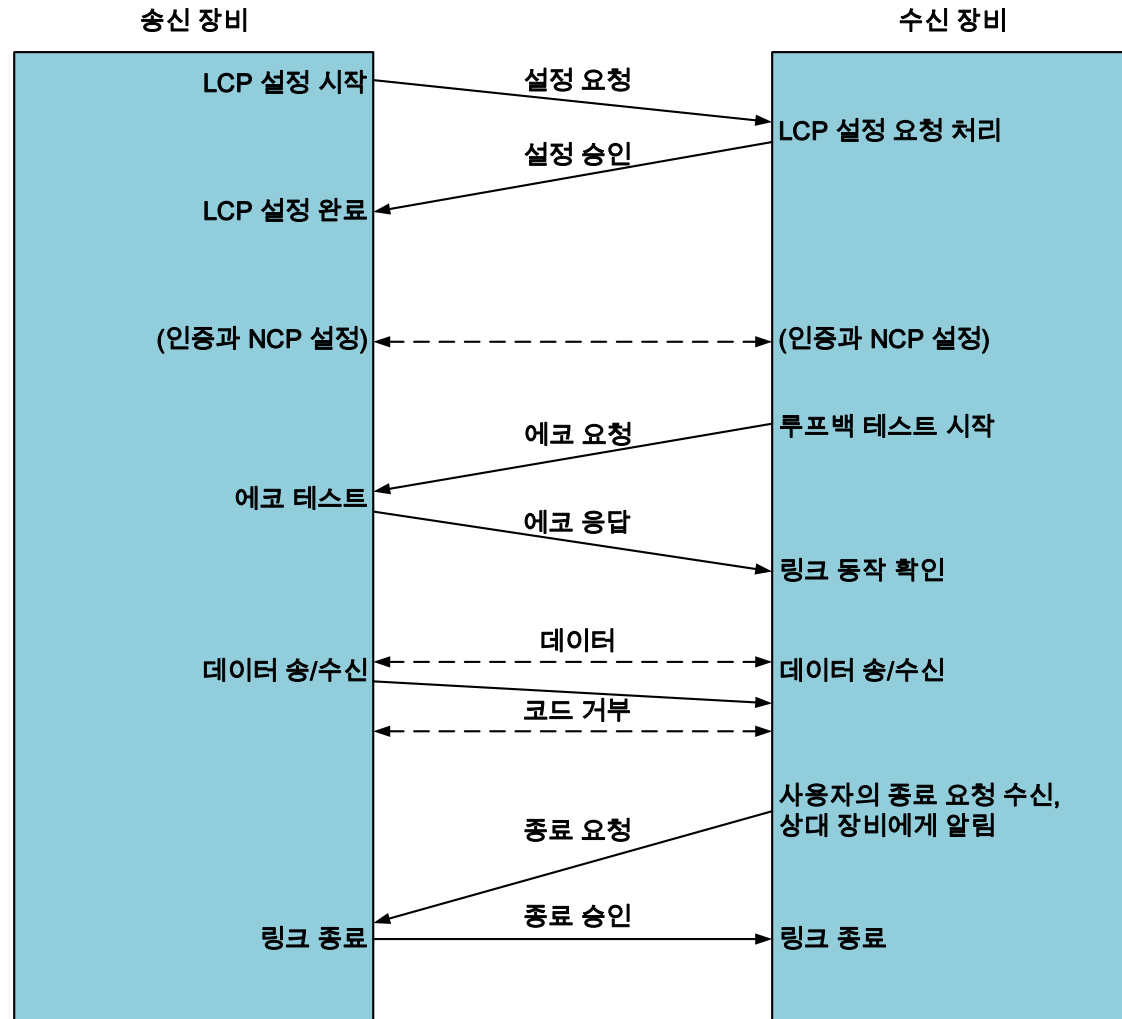 송신 장비
수신 장비
LCP 설정 시작
설정 요청
LCP 설정 요청 처리
설정 승인
LCP 설정 완료
(인증과 NCP 설정)
(인증과 NCP 설정)
루프백 테스트 시작
에코 요청
에코 테스트
에코 응답
링크 동작 확인
데이터
데이터 송/수신
데이터 송/수신
코드 거부
사용자의 종료 요청 수신,
상대 장비에게 알림
종료 요청
종료 승인
링크 종료
링크 종료